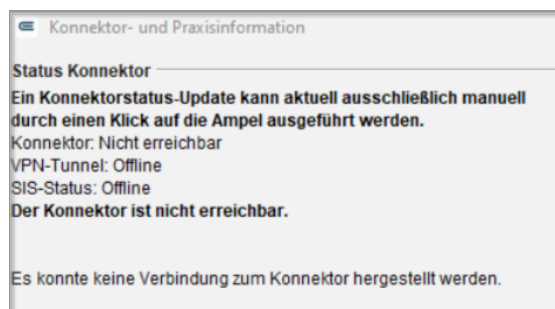 Konnektor- und Praxisinformation
Status Konnektor
Ein Konnektorstatus-Update kann aktuell ausschließlich manuell
durch einen Klick auf die Ampel ausgeführt werden.
Konnektor: Nicht erreichbar
VPN-Tunnel: Offline
SIS-Status: Offline
Der Konnektor ist nicht erreichbar.
Es konnte keine Verbindung zum Konnektor hergestellt werden.